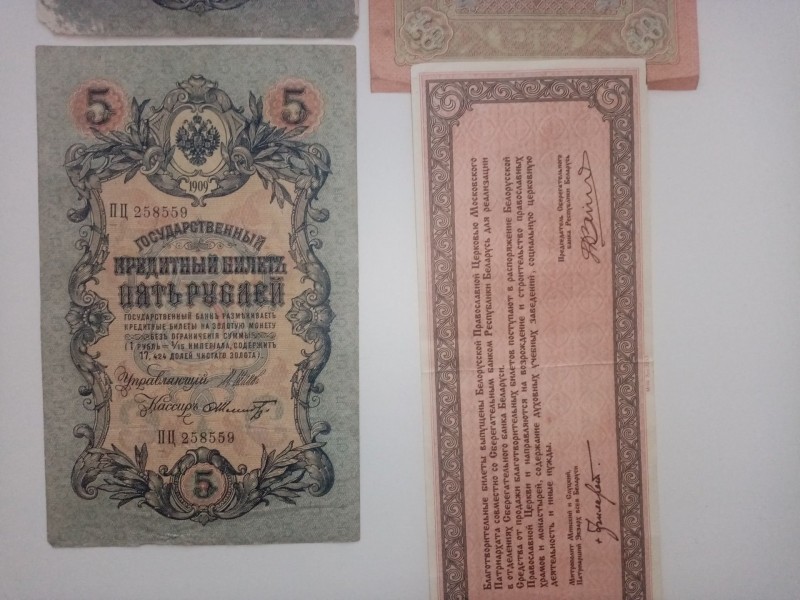 5 5
1909
ПЦ 258559
ГОСУДАРСТВЕННЫЙ
КРЕДИТНЫЙ БИЛЕТЪ
ПЯТЬ РУБЛЕЙ
ГОСУДАРСТВЕННЫЙ БАНКЪ РАЗМѢНИВАЕТЪ
КРЕДИТНЫЕ БИЛЕТЫ НА ЗОЛОТУЮ МОНЕТУ
БЕЗЪ ОГРАНИЧЕНІЯ СУММЫ
(1 РУБЛЬ = 1/15 ИМПЕРІАЛА, СОДЕРЖИТЪ
17,424 ДОЛЕЙ ЧИСТАГО ЗОЛОТА).
Управляющій
Кассиръ
ПЦ 258559
5
Благотворительные билеты выпущены Белорусской Православной Церковью Московского
Патриархата совместно со Сберегательным банком Республики Беларусь для реализации
в отделениях Сберегательного банка Беларуси.
Средства от продажи благотворительных билетов поступают в распоряжение Белорусской
Православной Церкви и направляются на возрождение и строительство православных
храмов и монастырей, содержание духовных учебных заведений, социальную церковную
деятельность и иные нужды.
Митрополит Минский и Слуцкий,
Патриарший Экзарх всея Беларуси
Председатель Сберегательного
банка Республики Беларусь